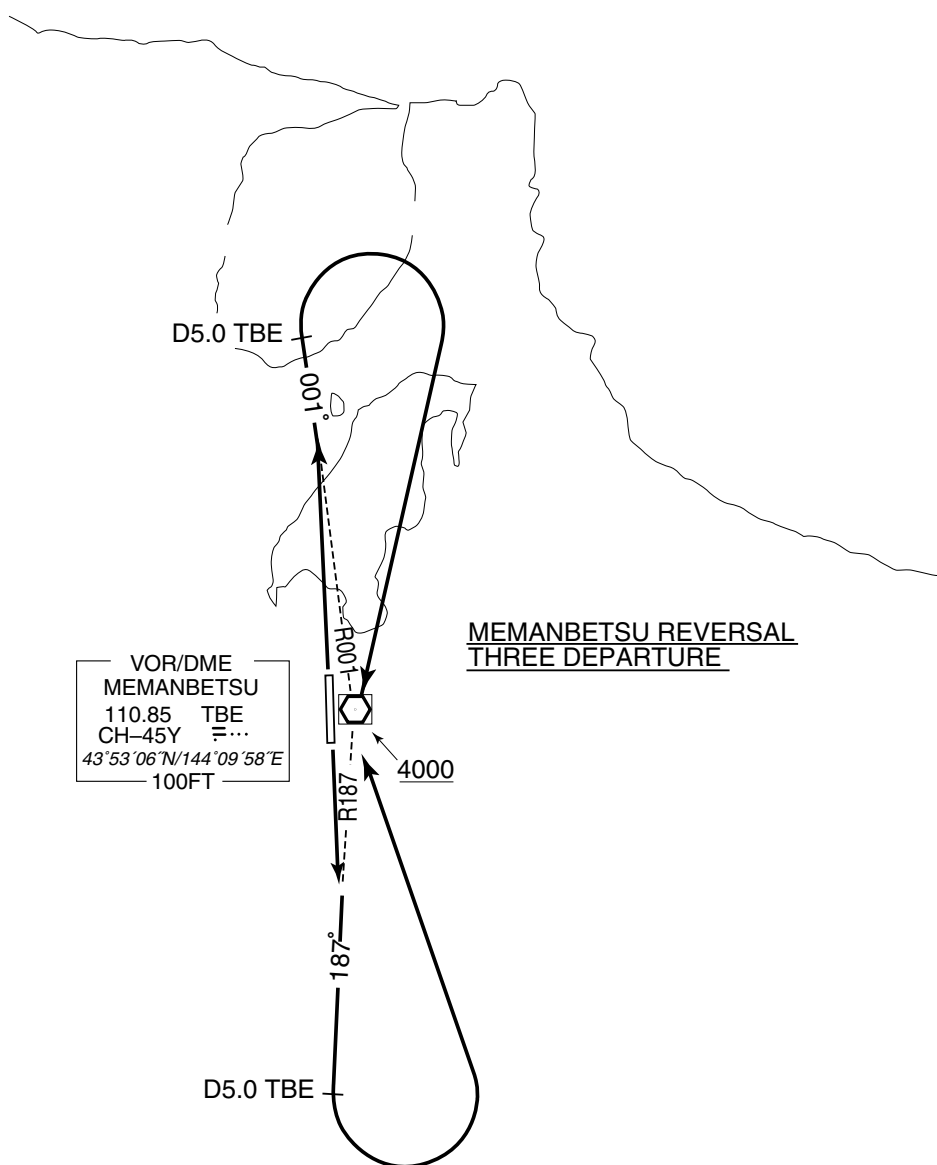 D5.0 TBE
001°
R001
MEMANBETSU REVERSAL
THREE DEPARTURE
VOR/DME
MEMANBETSU
110.85 TBE
CH–45Y
43°53´06˝N/144°09´58˝E
100FT
4000
R187
187°
D5.0 TBE